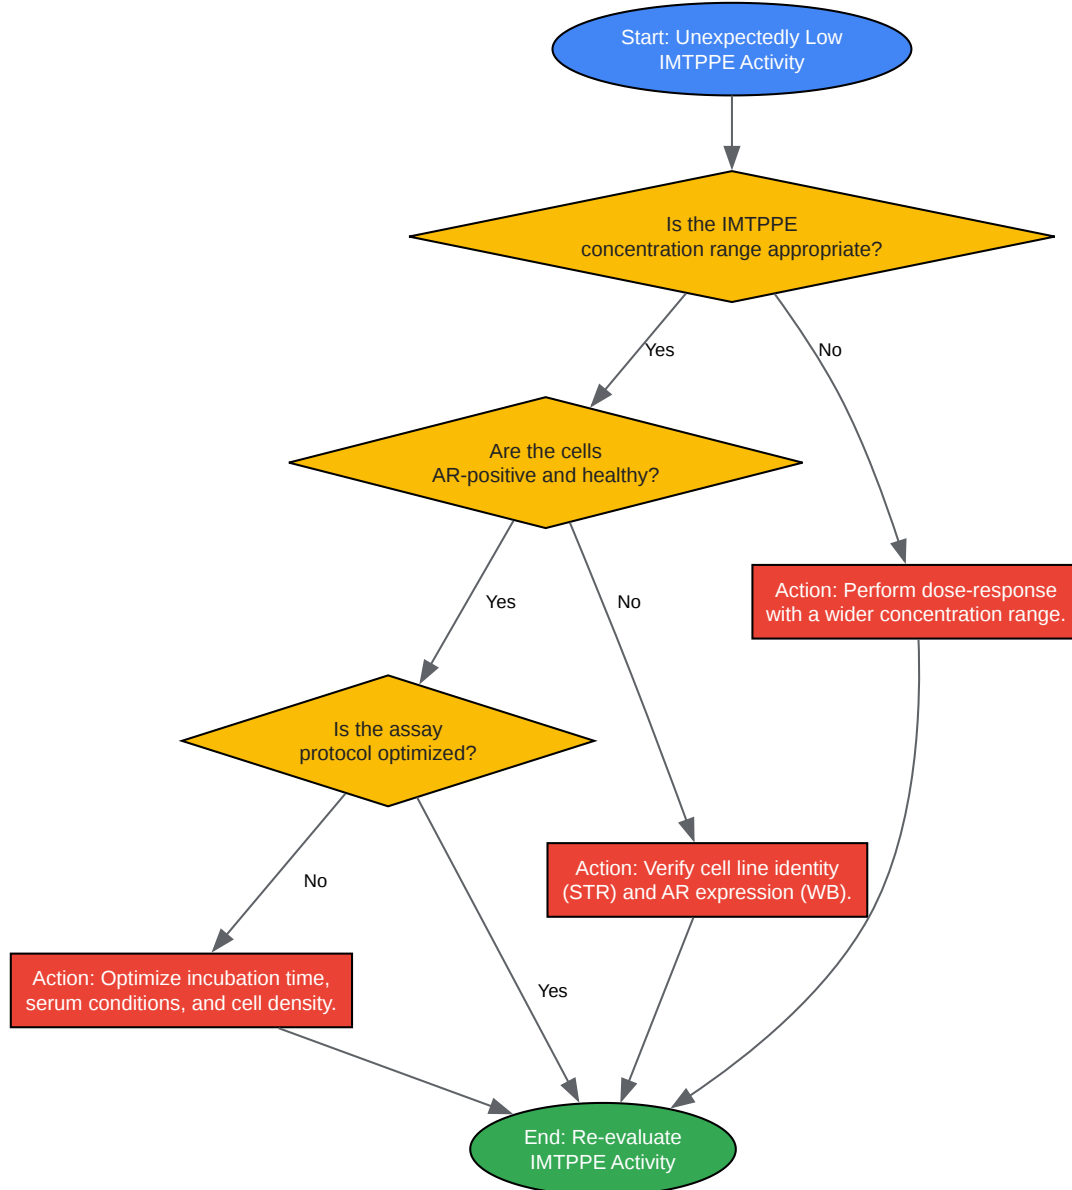 Start: Unexpectedly Low
IMTPPE Activity
Is the IMTPPE
concentration range appropriate?
Yes
No
Are the cells
AR-positive and healthy?
Action: Perform dose-response
with a wider concentration range.
Yes
No
Is the assay
protocol optimized?
Action: Verify cell line identity
(STR) and AR expression (WB).
No
Yes
Action: Optimize incubation time,
serum conditions, and cell density.
End: Re-evaluate
IMTPPE Activity